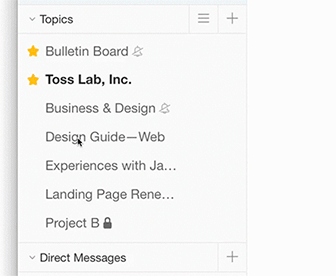 Topics
Bulletin Board
Toss Lab, Inc.
Business & Design
Design Guide—Web
Experiences with Ja…
Landing Page Rene…
Project B
Direct Messages